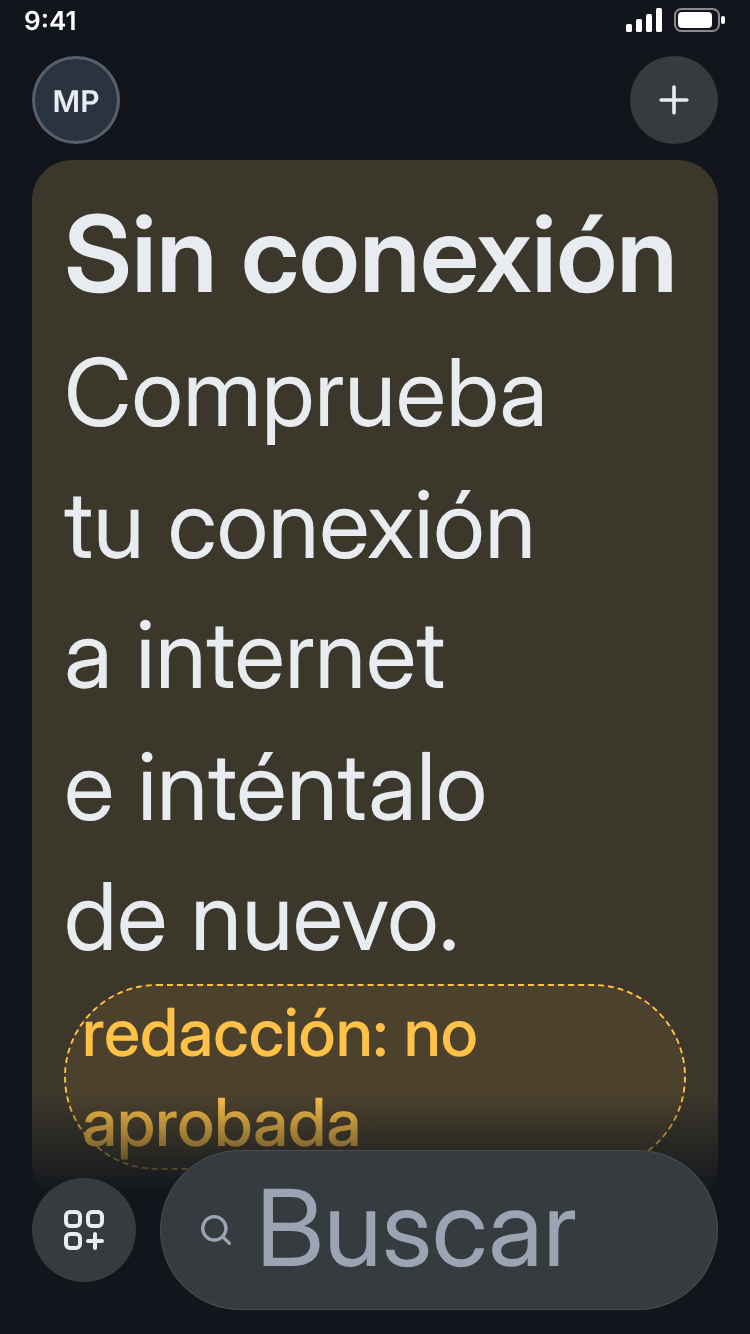 9:41
MP
Sin conexión
Comprueba
tu conexión
a internet
e inténtalo
de nuevo.
redacción: no
aprobada
Buscar